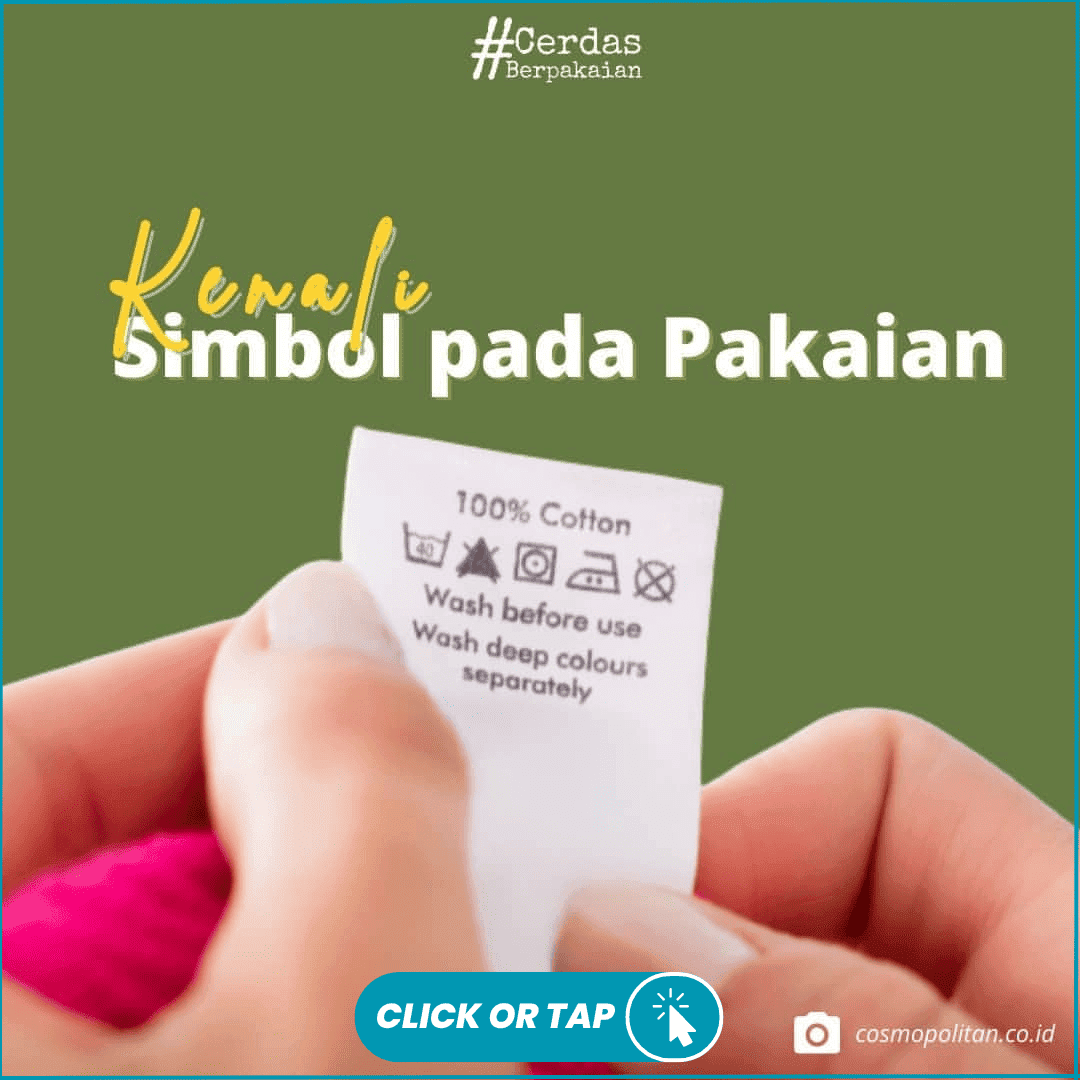 #Cerdas
Berpakaian
Kenali
Simbol pada Pakaian
100% Cotton
40
Wash before use
Wash deep colours
separately
CLICK OR TAP
cosmopolitan.co.id